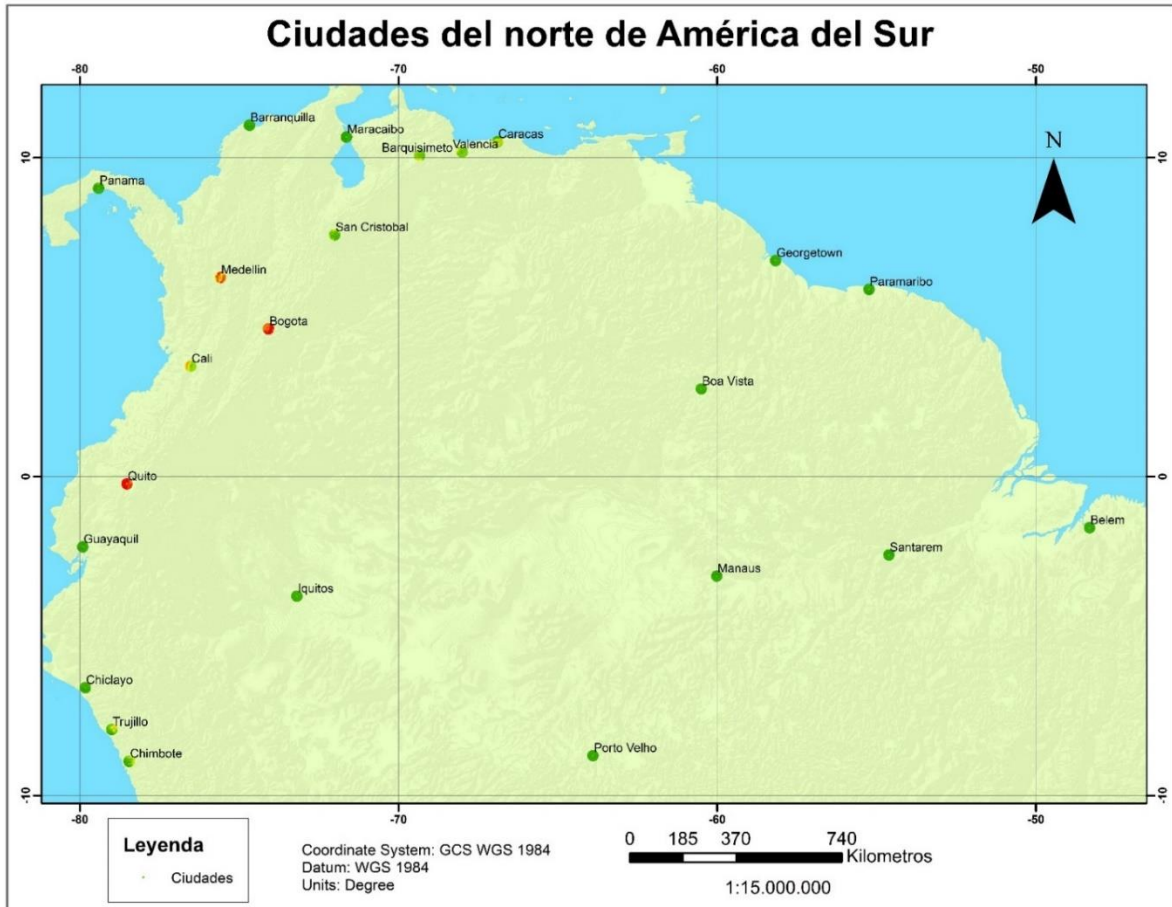 Ciudades del norte de América del Sur
-80 -70 -60 -50
Barranquilla
Maracaibo
Caracas
Valencia
Barquisimeto
10 10
N
Panama
San Cristobal
Georgetown
Medellin
Paramaribo
Bogota
Cali
Boa Vista
0 0
Quito
Belem
Guayaquil
Santarem
Manaus
Iquitos
Chiclayo
Trujillo
Porto Velho
Chimbote
-10 -10
-80 -70 -60 -50
Leyenda
Ciudades
Coordinate System: GCS WGS 1984
Datum: WGS 1984
Units: Degree
0 185 370 740
Kilometros
1:15.000.000